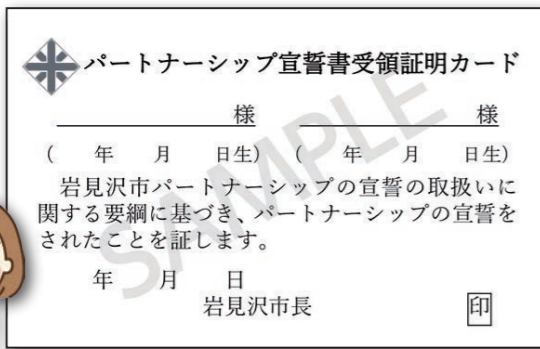 パートナーシップ宣誓書受領証明カード
様 様
( 年 月 日生) ( 年 月 日生)
岩見沢市パートナーシップの宣誓の取扱いに
関する要綱に基づき、パートナーシップの宣誓を
されたことを証します。
年 月 日
岩見沢市長 印
SAMPLE